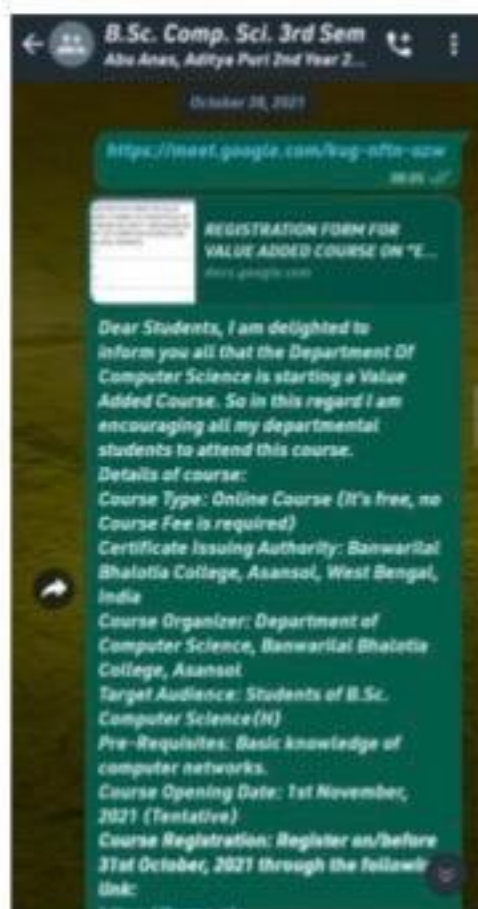 B.Sc. Comp. Sci. 3rd Sem
Abu Anas, Aditya Puri 2nd Year 2...
October 28, 2021
https://meet.google.com/
REGISTRATION FORM FOR
VALUE ADDED COURSE ON "E...
docs.google.com
Dear Students, I am delighted to
inform you all that the Department Of
Computer Science is starting a Value
Added Course. So in this regard I am
encouraging all my departmental
students to attend this course.
Details of course:
Course Type: Online Course (It's free, no
Course Fee is required)
Certificate Issuing Authority: Banwarilal
Bhalotia College, Asansol, West Bengal,
India
Course Organizer: Department of
Computer Science, Banwarilal Bhalotia
College, Asansol
Target Audience: Students of B.Sc.
Computer Science(H)
Pre-Requisites: Basic knowledge of
computer networks.
Course Opening Date: 1st November,
2021 (Tentative)
Course Registration: Register on/before
31st October, 2021 through the following
link: